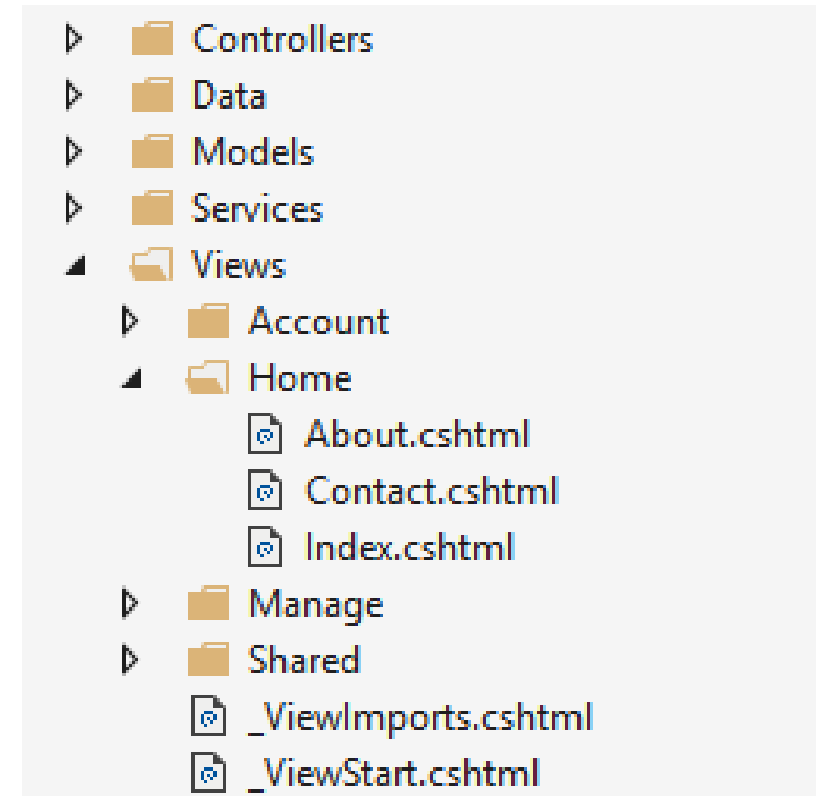 Controllers
Data
Models
Services
Views
Account
Home
About.cshtml
Contact.cshtml
Index.cshtml
Manage
Shared
_ViewImports.cshtml
_ViewStart.cshtml